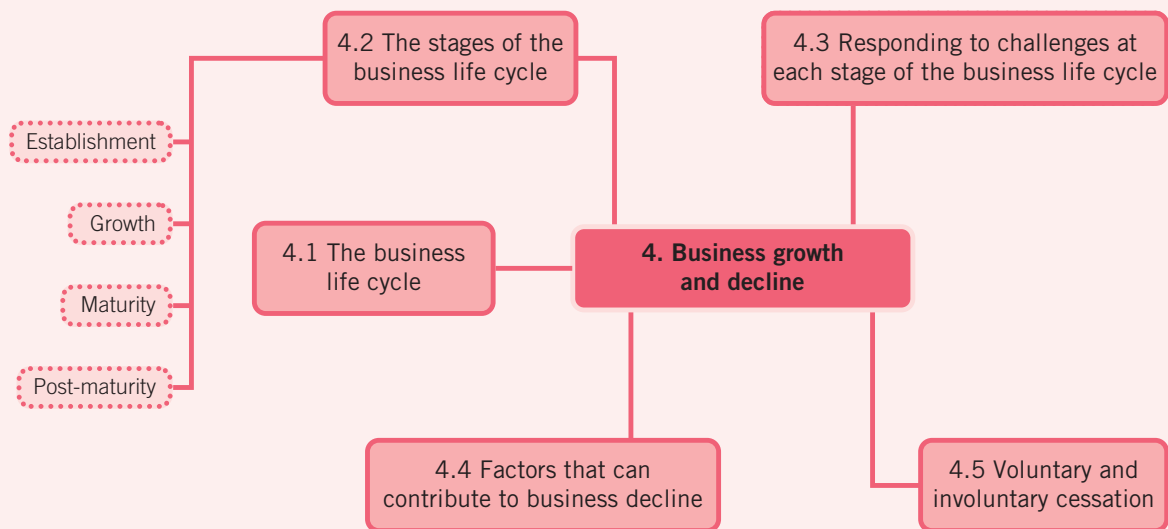 4.2 The stages of the
business life cycle
4.3 Responding to challenges at
each stage of the business life cycle
Establishment
Growth
Maturity
Post-maturity
4.1 The business
life cycle
4. Business growth
and decline
4.4 Factors that can
contribute to business decline
4.5 Voluntary and
involuntary cessation